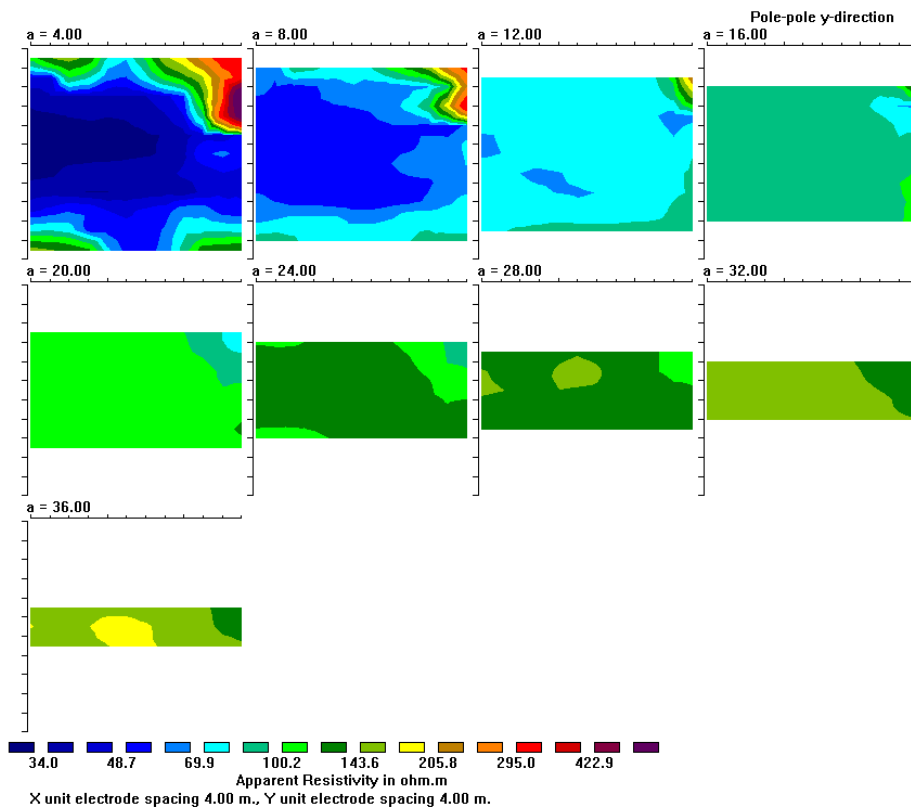 Pole-pole y-direction
a = 4.00
a = 8.00
a = 12.00
a = 16.00
a = 20.00
a = 24.00
a = 28.00
a = 32.00
a = 36.00
34.0 48.7 69.9 100.2 143.6 205.8 295.0 422.9
Apparent Resistivity in ohm.m
X unit electrode spacing 4.00 m., Y unit electrode spacing 4.00 m.